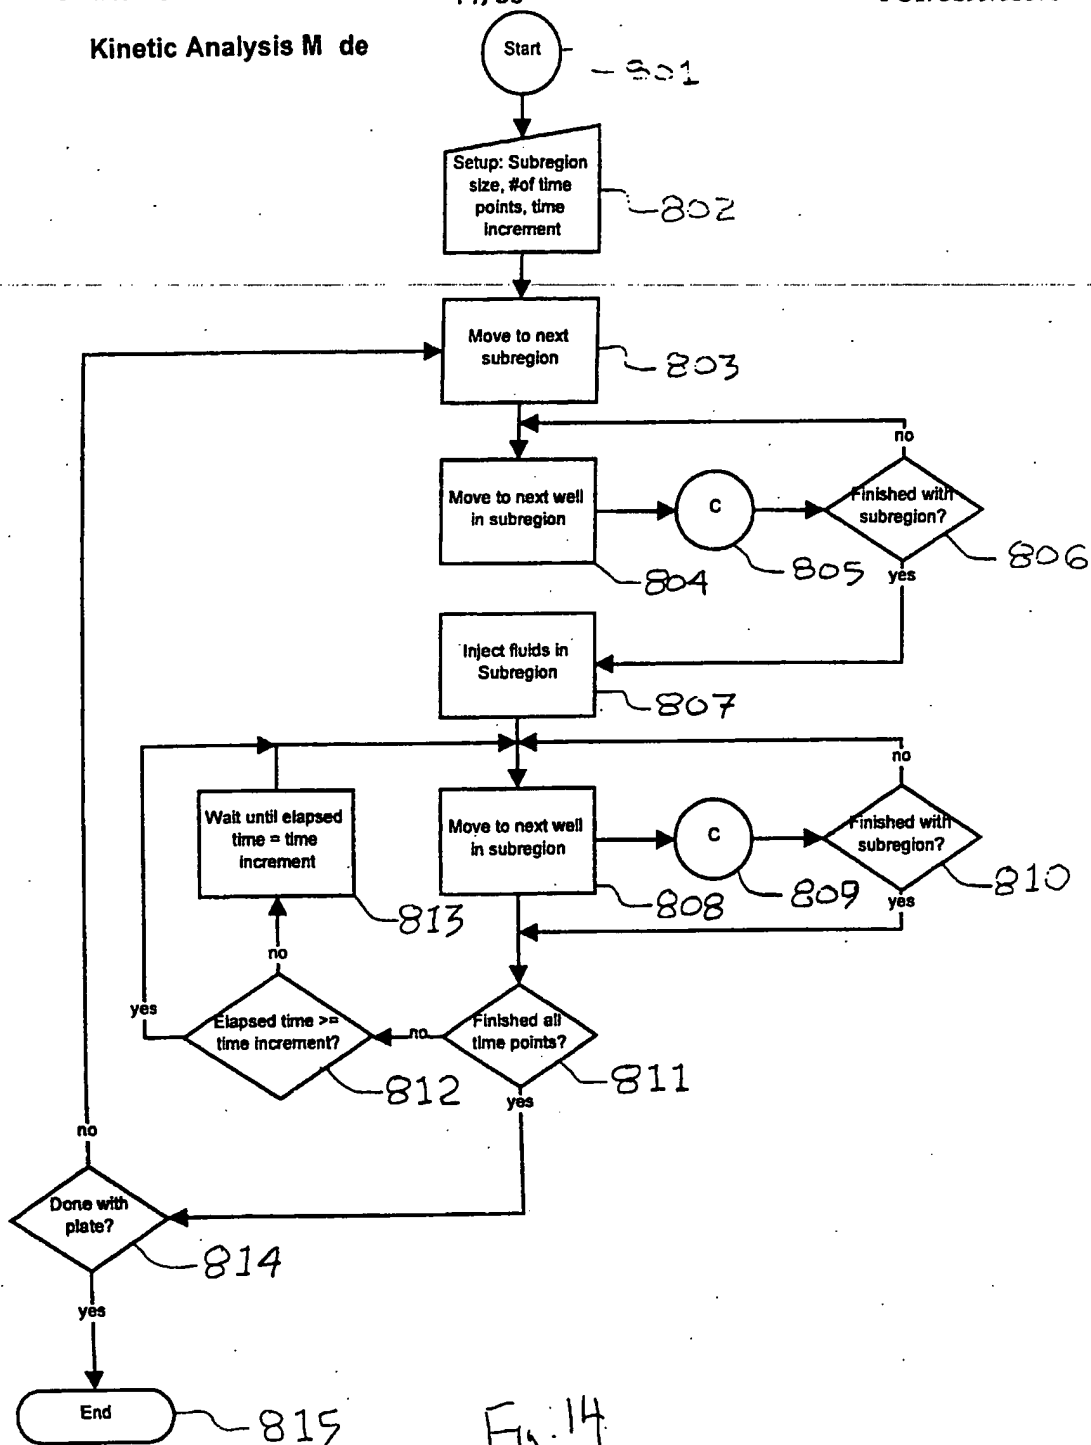 Kinetic Analysis M de
Start
801
Setup: Subregion
size, #of time
points, time
increment
802
Move to next
subregion
803
no
Move to next well
in subregion
C
Finished with
subregion?
804
805
806
yes
Inject fluids in
Subregion
807
no
Wait until elapsed
time = time
increment
Move to next well
in subregion
C
Finished with
subregion?
813
808
809
810
yes
no
yes
Elapsed time >=
time increment?
no
Finished all
time points?
812
811
yes
no
Done with
plate?
814
yes
End
815
Fig. 14